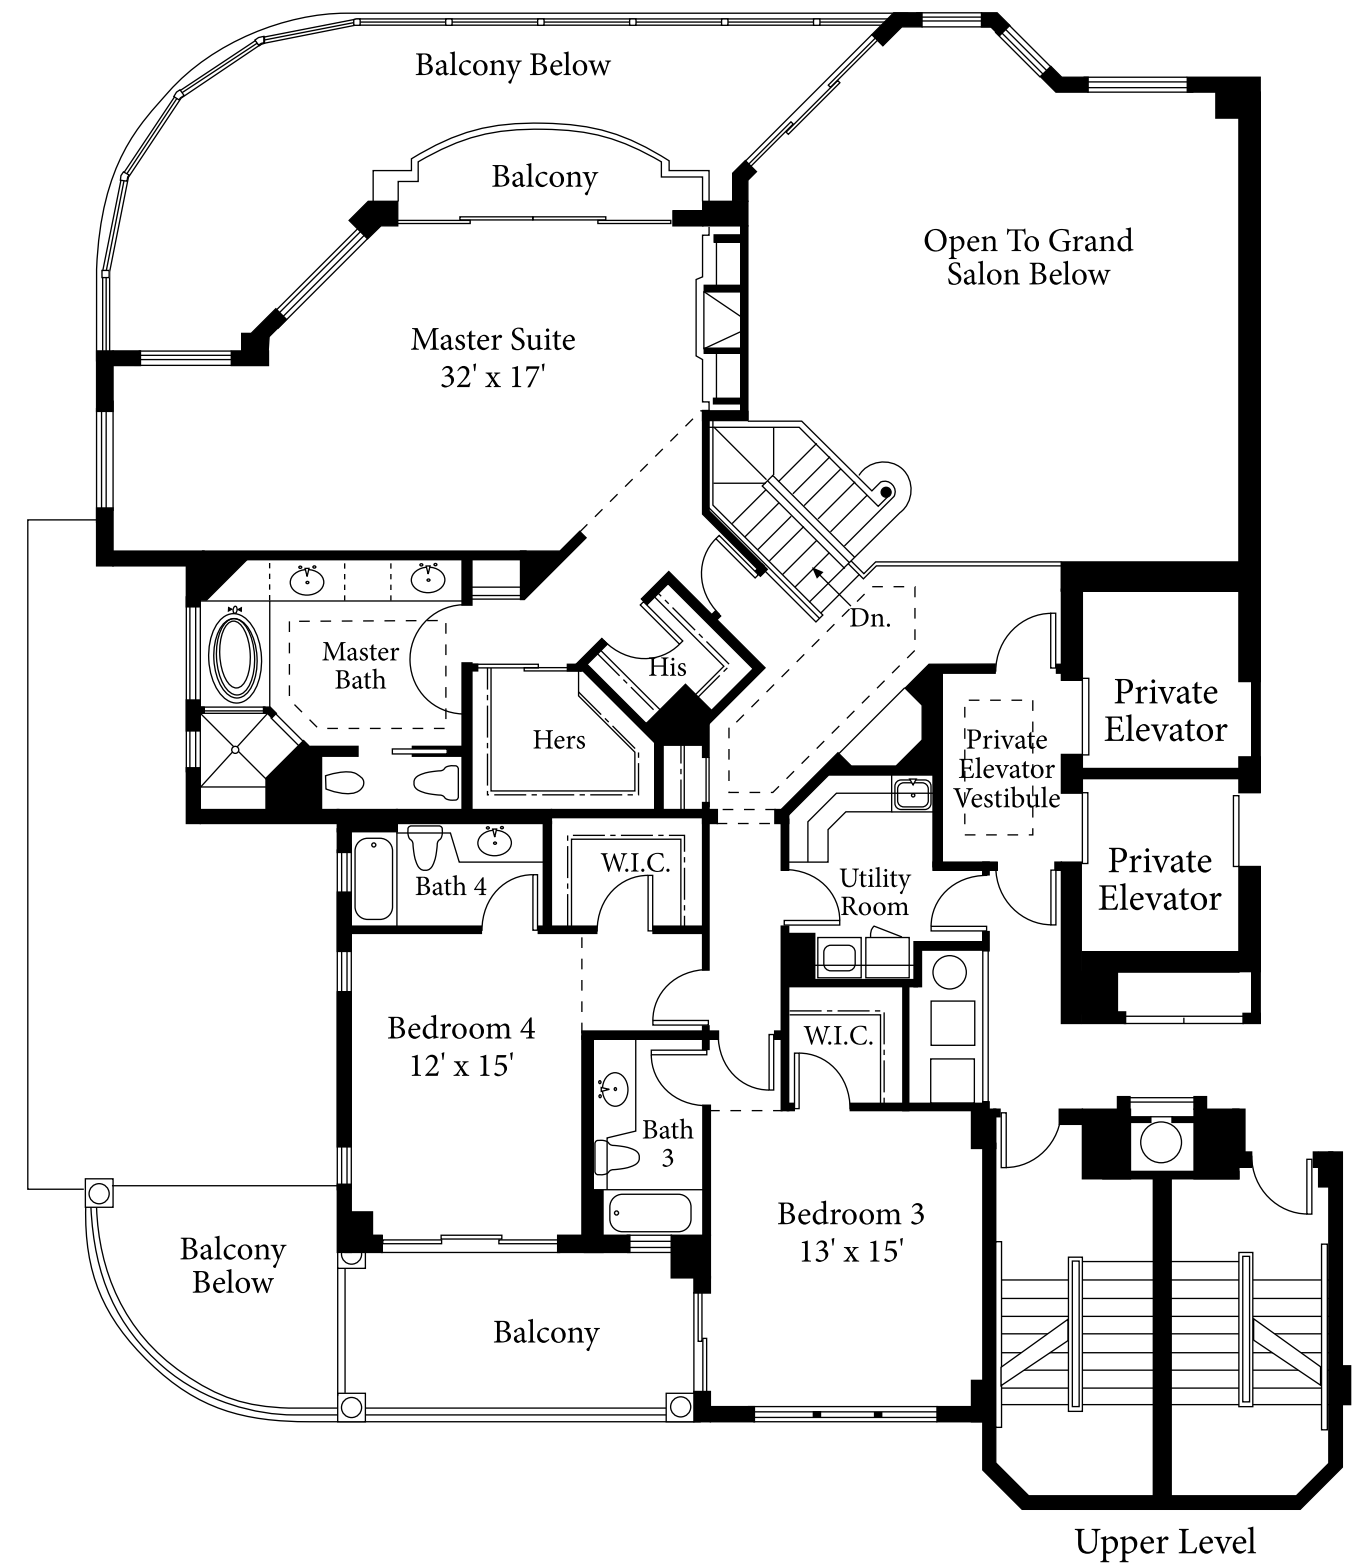 Balcony Below
Balcony
Open To Grand
Salon Below
Master Suite
32' x 17'
Dn.
Master
Bath
His
Hers
Private
Elevator
Private
Elevator
Vestibule
Private
Elevator
W.I.C.
Bath 4
Utility
Room
Bedroom 4
12' x 15'
W.I.C.
Bath
3
Bedroom 3
13' x 15'
Balcony
Below
Balcony
Upper Level